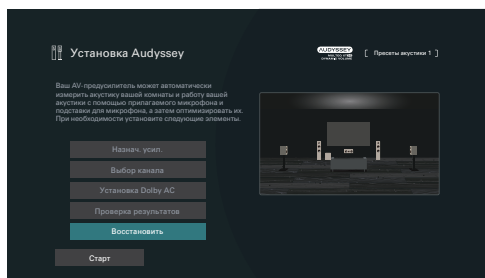 Установка Audyssey
AUDYSSEY
[ Пресеты акустики 1 ]
Ваш AV-предусилитель может автоматически
измерить акустику вашей комнаты и работу вашей
акустики с помощью прилагаемого микрофона и
подставки для микрофона, а затем оптимизировать их.
При необходимости установите следующие элементы.
Назнач. усил.
Выбор канала
Установка Dolby AC
Проверка результатов
Восстановить
Старт